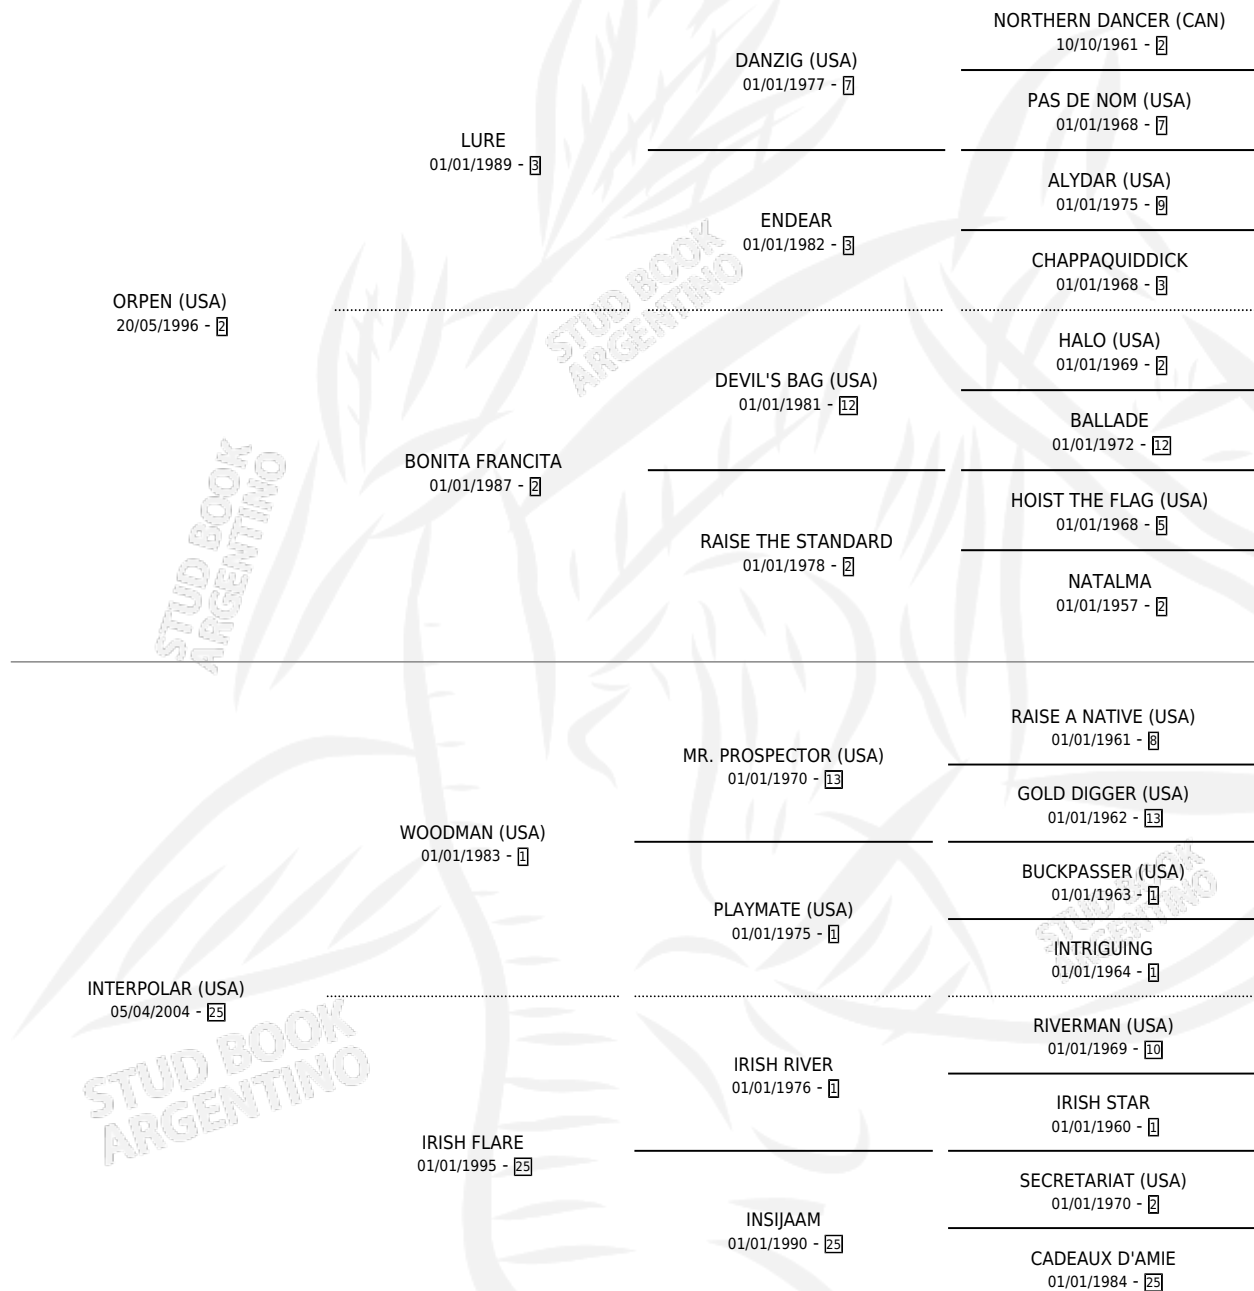 NORTHERN DANCER (CAN)
10/10/1961 - 2
DANZIG (USA)
01/01/1977 - 7
PAS DE NOM (USA)
01/01/1968 - 7
LURE
01/01/1989 - 3
ALYDAR (USA)
01/01/1975 - 9
ENDEAR
01/01/1982 - 3
CHAPPAQUIDDICK
01/01/1968 - 3
ORPEN (USA)
20/05/1996 - 2
HALO (USA)
01/01/1969 - 2
DEVIL'S BAG (USA)
01/01/1981 - 12
BALLADE
01/01/1972 - 12
BONITA FRANCITA
01/01/1987 - 2
HOIST THE FLAG (USA)
01/01/1968 - 5
RAISE THE STANDARD
01/01/1978 - 2
NATALMA
01/01/1957 - 2
RAISE A NATIVE (USA)
01/01/1961 - 8
MR. PROSPECTOR (USA)
01/01/1970 - 13
GOLD DIGGER (USA)
01/01/1962 - 13
WOODMAN (USA)
01/01/1983 - 1
BUCKPASSER (USA)
01/01/1963 - 1
PLAYMATE (USA)
01/01/1975 - 1
INTRIGUING
01/01/1964 - 1
INTERPOLAR (USA)
05/04/2004 - 25
RIVERMAN (USA)
01/01/1969 - 10
IRISH RIVER
01/01/1976 - 1
IRISH STAR
01/01/1960 - 1
IRISH FLARE
01/01/1995 - 25
SECRETARIAT (USA)
01/01/1970 - 2
INSIJAAM
01/01/1990 - 25
CADEAUX D'AMIE
01/01/1984 - 25
STUD BOOK
ARGENTINO
STUD BOOK
ARGENTINO
STUD BOOK
ARGENTINO
STUD BOOK
ARGENTINO